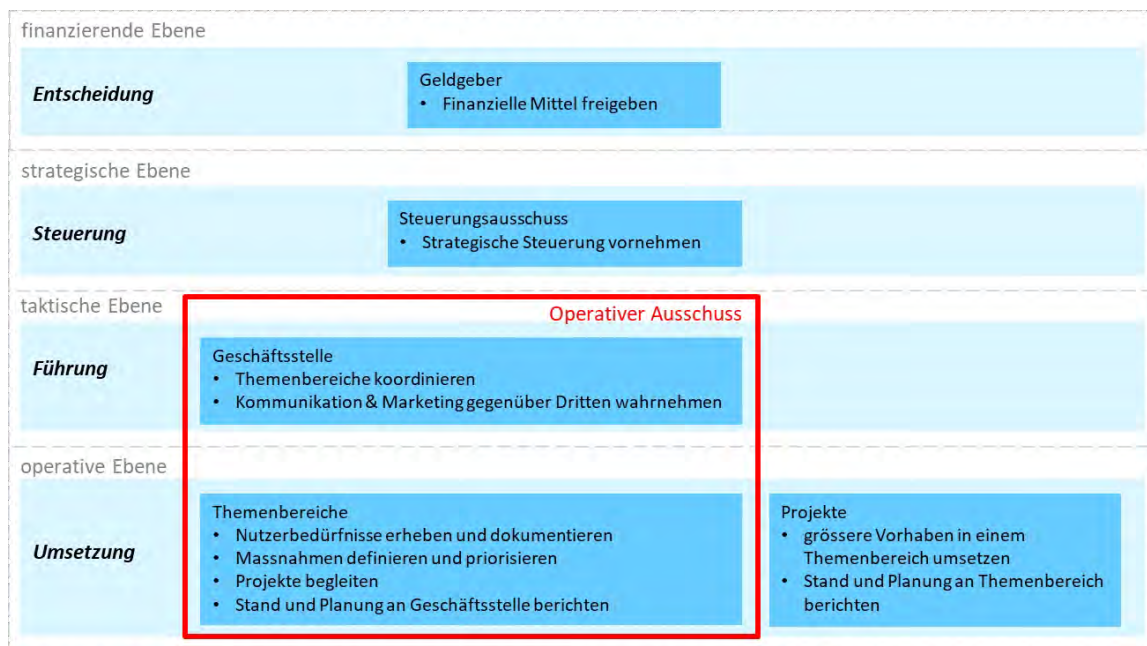 finanzierende Ebene
Entscheidung
Geldgeber
• Finanzielle Mittel freigeben
strategische Ebene
Steuerung
Steuerungsausschuss
• Strategische Steuerung vornehmen
taktische Ebene
Operativer Ausschuss
Führung
Geschäftsstelle
• Themenbereiche koordinieren
• Kommunikation & Marketing gegenüber Dritten wahrnehmen
operative Ebene
Umsetzung
Themenbereiche
• Nutzerbedürfnisse erheben und dokumentieren
• Massnahmen definieren und priorisieren
• Projekte begleiten
• Stand und Planung an Geschäftsstelle berichten
Projekte
• grössere Vorhaben in einem
Themenbereich umsetzen
• Stand und Planung an Themenbereich
berichten